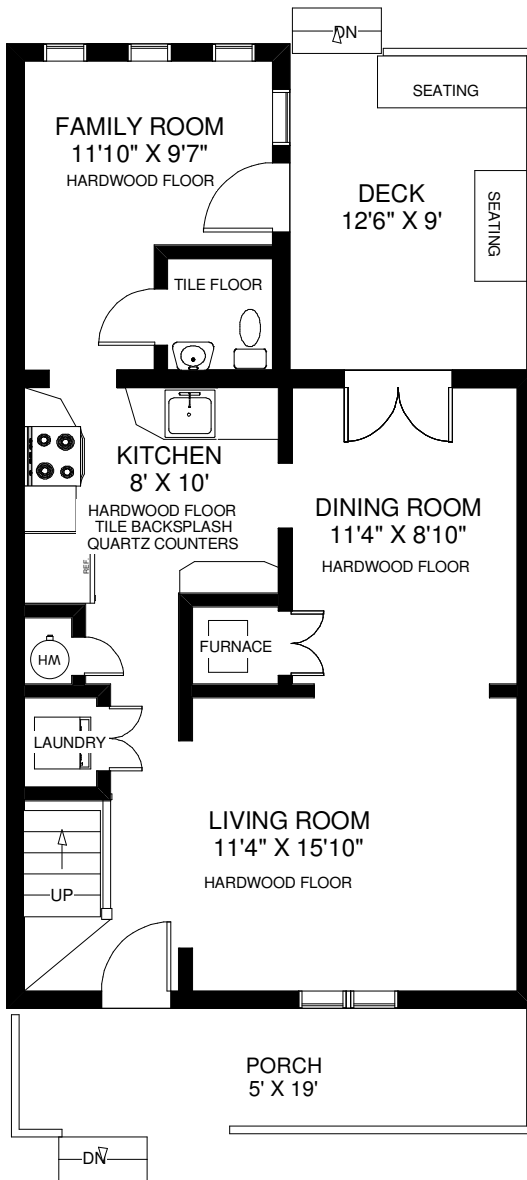 DN
SEATING
FAMILY ROOM
11'10" X 9'7"
HARDWOOD FLOOR
DECK
12'6" X 9'
SEATING
TILE FLOOR
KITCHEN
8' X 10'
HARDWOOD FLOOR
TILE BACKSPLASH
QUARTZ COUNTERS
DINING ROOM
11'4" X 8'10"
HARDWOOD FLOOR
REF.
FURNACE
HW
LAUNDRY
LIVING ROOM
11'4" X 15'10"
HARDWOOD FLOOR
UP
PORCH
5' X 19'
DN